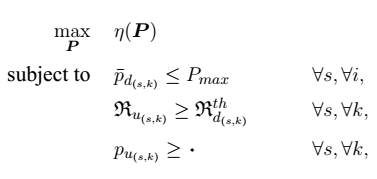 max η(P)
P
subject to p̄_{d_{(s,k)}} ≤ P_{max} ∀s, ∀i,
ℜ_{u_{(s,k)}} ≥ ℜ^{th}_{d_{(s,k)}} ∀s, ∀k,
p_{u_{(s,k)}} ≥ · ∀s, ∀k,